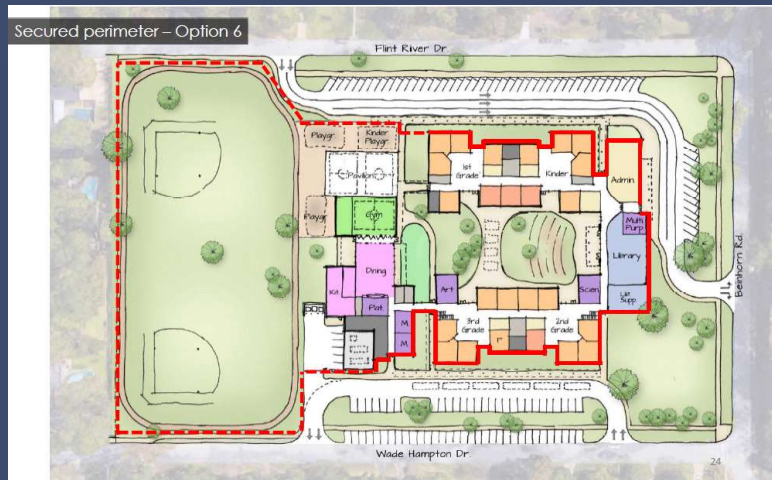 Secured perimeter – Option 6
Flint River Dr.
Playgr.
Kinder
Playgr.
Pavilion
1st
Grade
Kinder
Admin
Playgr
Gym
Multi
Purp.
Library
Dining
Kit
Plat
Art
Scien
Lib
Supp
M
M
3rd
Grade
2nd
Grade
Beinhorn Rd.
Wade Hampton Dr.
24